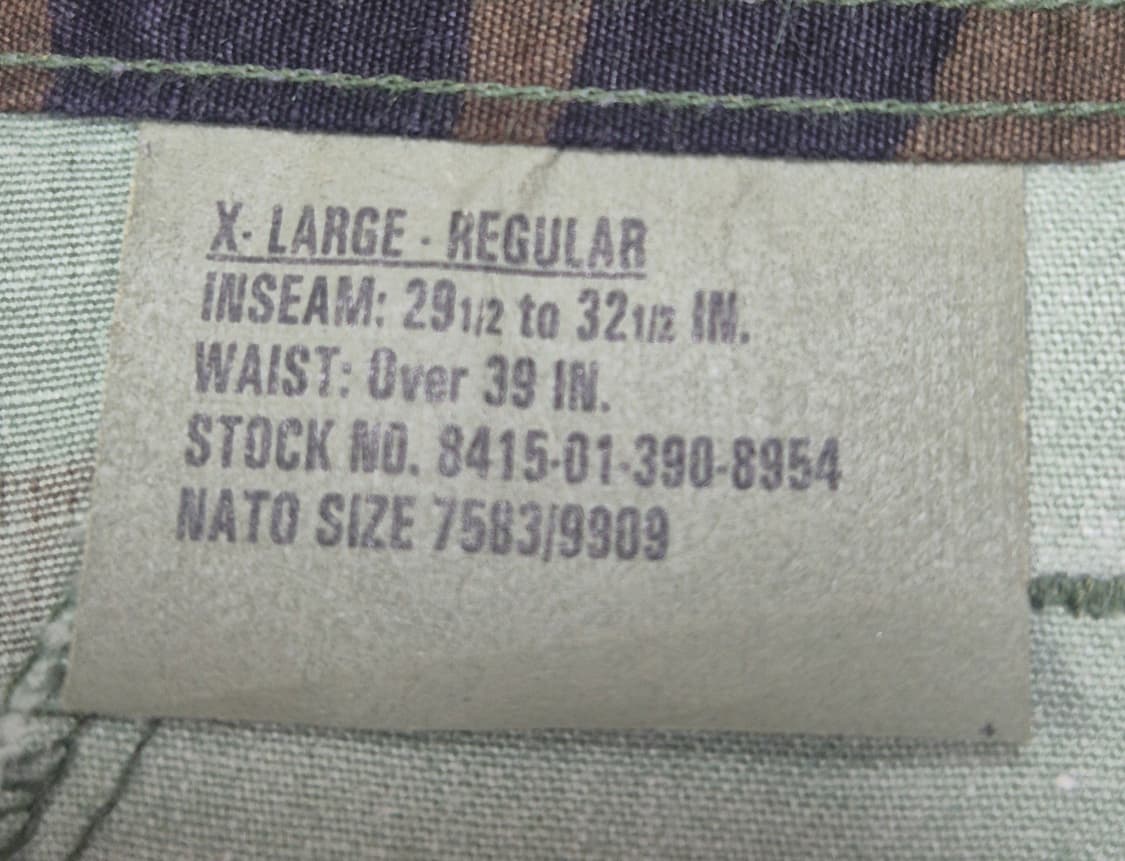 X-LARGE-REGULAR
INSEAM: 29 1/2 to 32 1/2 IN.
WAIST: Over 39 IN.
STOCK NO. 8415-01-390-8954
NATO SIZE 7583/9909